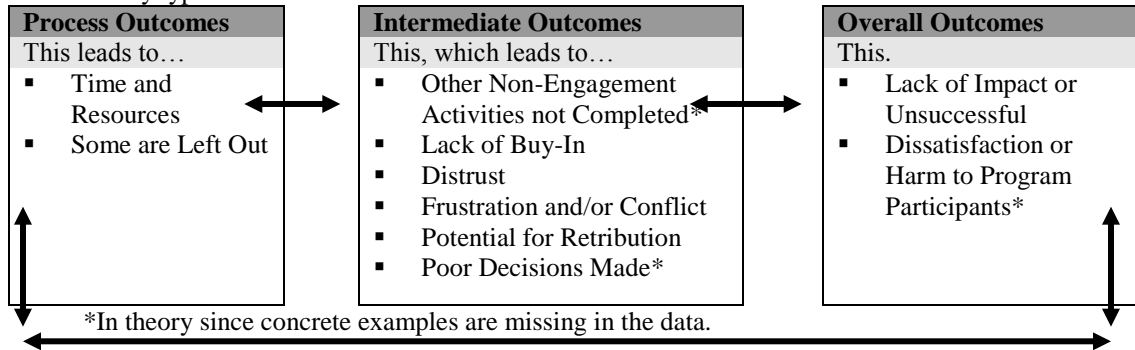 Process Outcomes
This leads to…
▪ Time and
Resources
▪ Some are Left Out
Intermediate Outcomes
This, which leads to…
▪ Other Non-Engagement
Activities not Completed*
▪ Lack of Buy-In
▪ Distrust
▪ Frustration and/or Conflict
▪ Potential for Retribution
▪ Poor Decisions Made*
Overall Outcomes
This.
▪ Lack of Impact or
Unsuccessful
▪ Dissatisfaction or
Harm to Program
Participants*
*In theory since concrete examples are missing in the data.